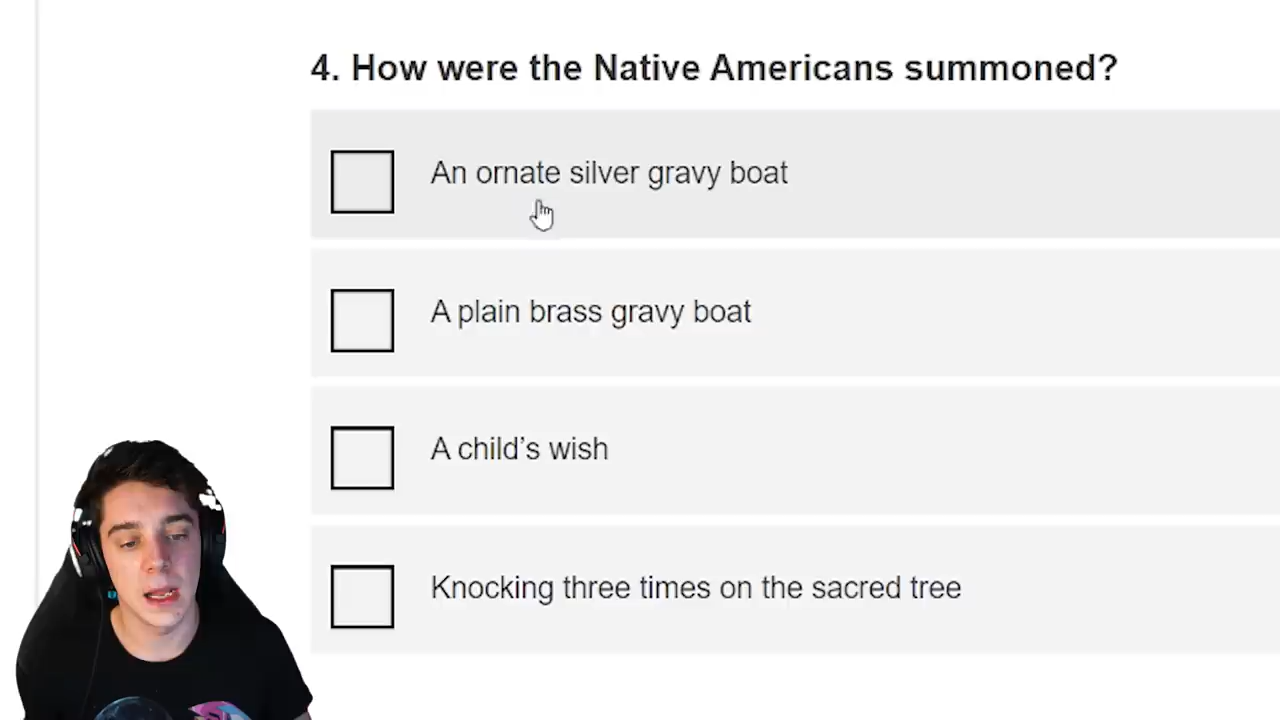 4. How were the Native Americans summoned?
An ornate silver gravy boat
A plain brass gravy boat
A child’s wish
Knocking three times on the sacred tree